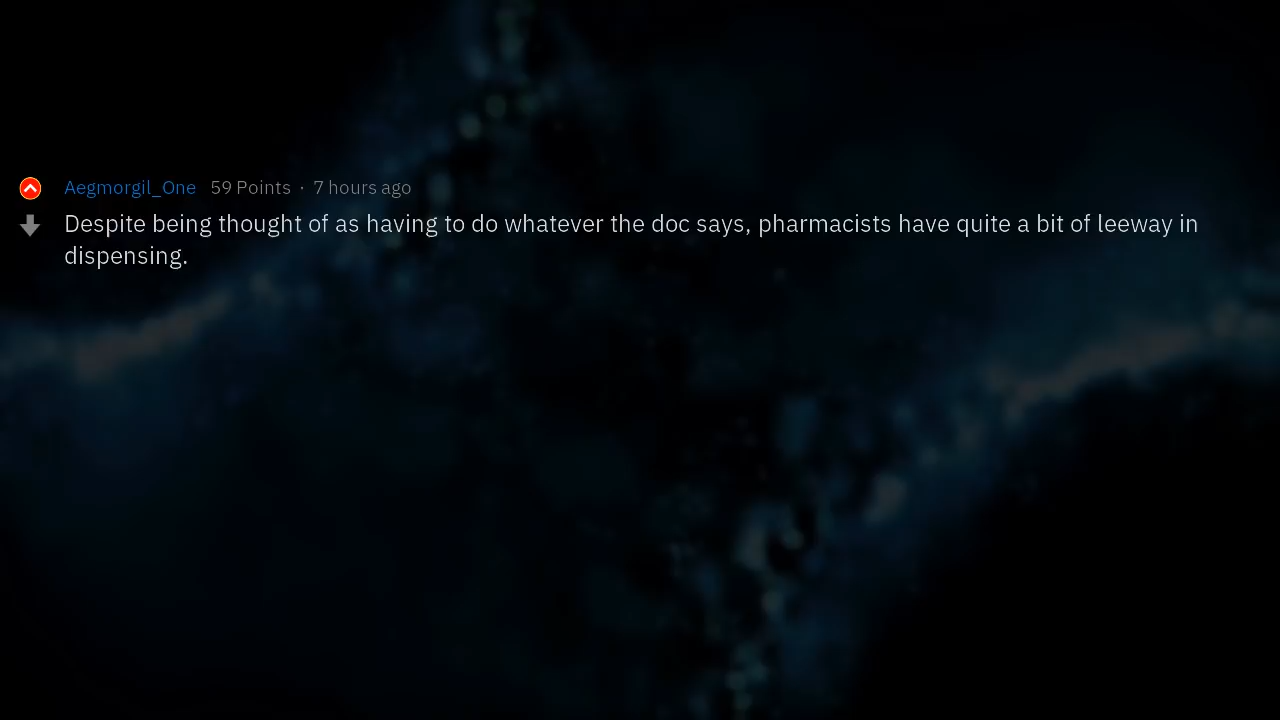 Aegmorgil_One 59 Points · 7 hours ago
Despite being thought of as having to do whatever the doc says, pharmacists have quite a bit of leeway in
dispensing.